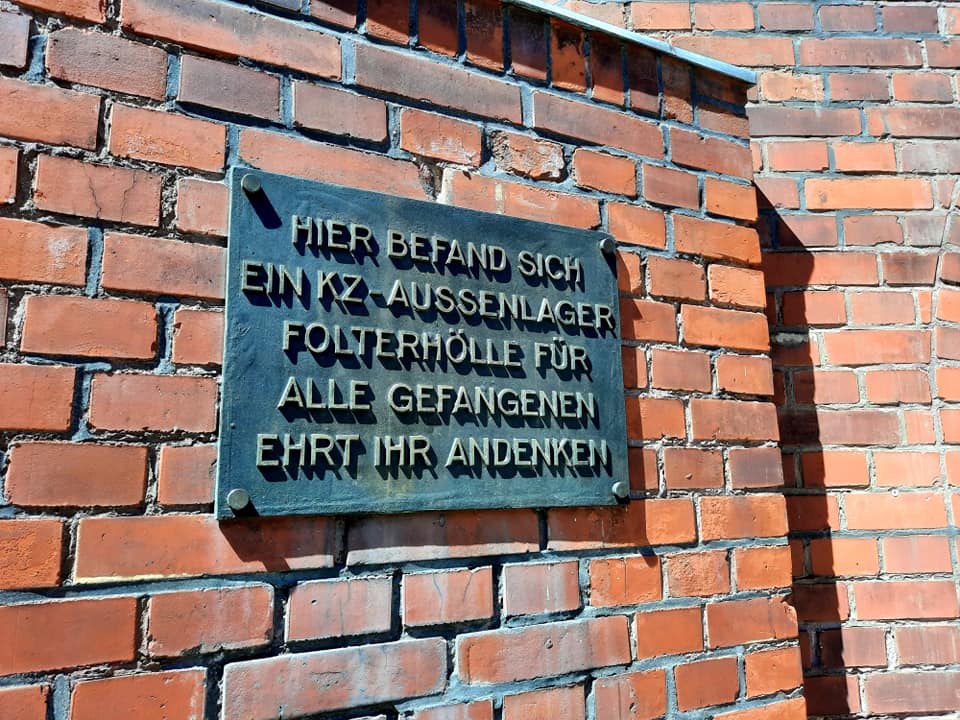 HIER BEFAND SICH
EIN KZ-AUSSENLAGER
FOLTERHÖLLE FÜR
ALLE GEFANGENEN
EHRT IHR ANDENKEN